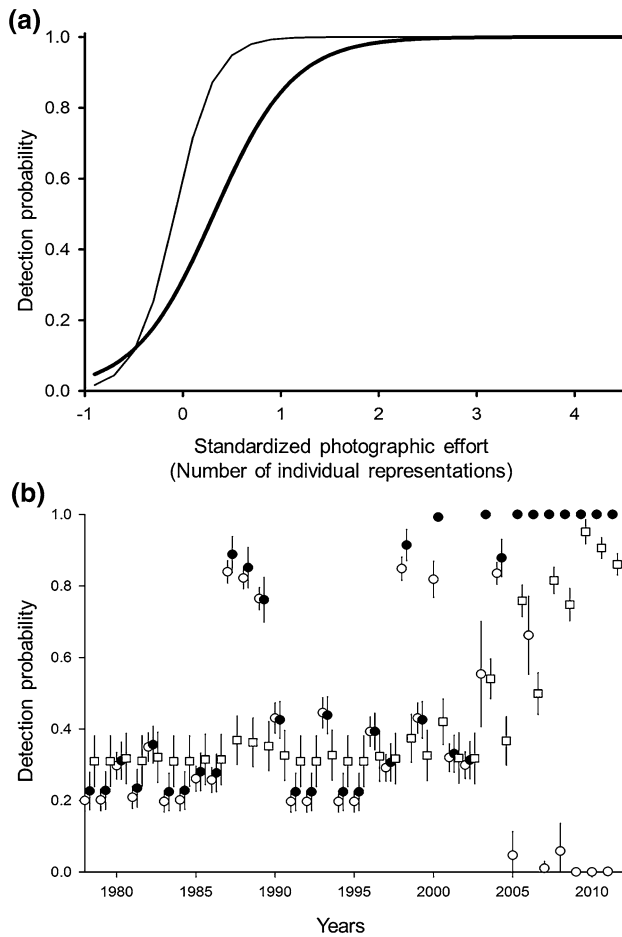 (a)
1.0
0.8
0.6
0.4
0.2
0.0
Detection probability
-1 0 1 2 3 4
Standardized photographic effort
(Number of individual representations)
(b)
1.0
0.8
0.6
0.4
0.2
0.0
Detection probability
1980 1985 1990 1995 2000 2005 2010
Years